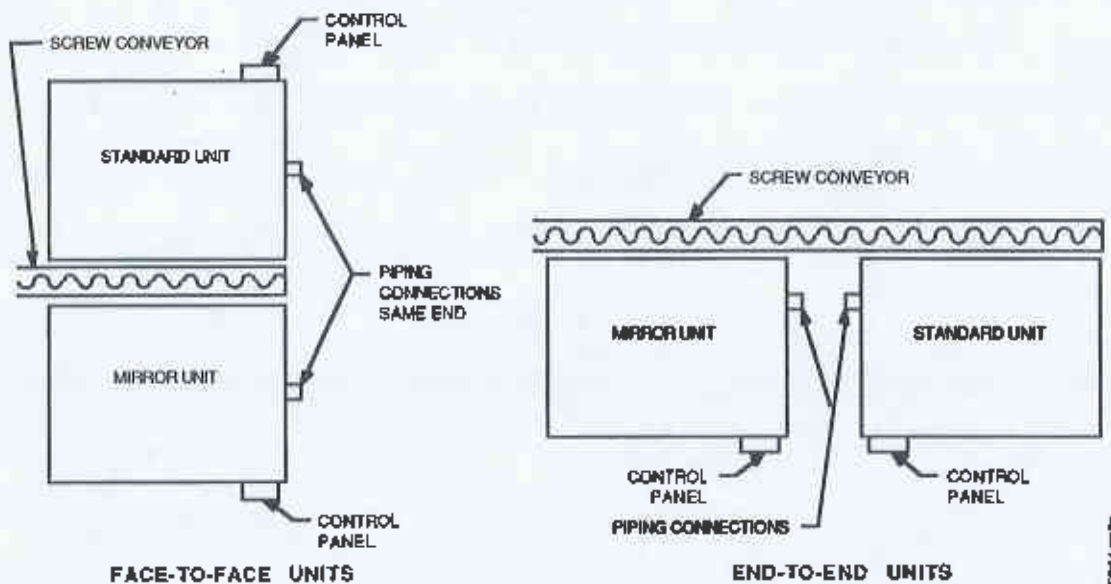 CONTROL
PANEL
SCREW CONVEYOR
STANDARD UNIT
PIPING
CONNECTIONS
SAME END
MIRROR UNIT
CONTROL
PANEL
FACE-TO-FACE UNITS
SCREW CONVEYOR
MIRROR UNIT
STANDARD UNIT
CONTROL
PANEL
CONTROL
PANEL
PIPING CONNECTIONS
END-TO-END UNITS